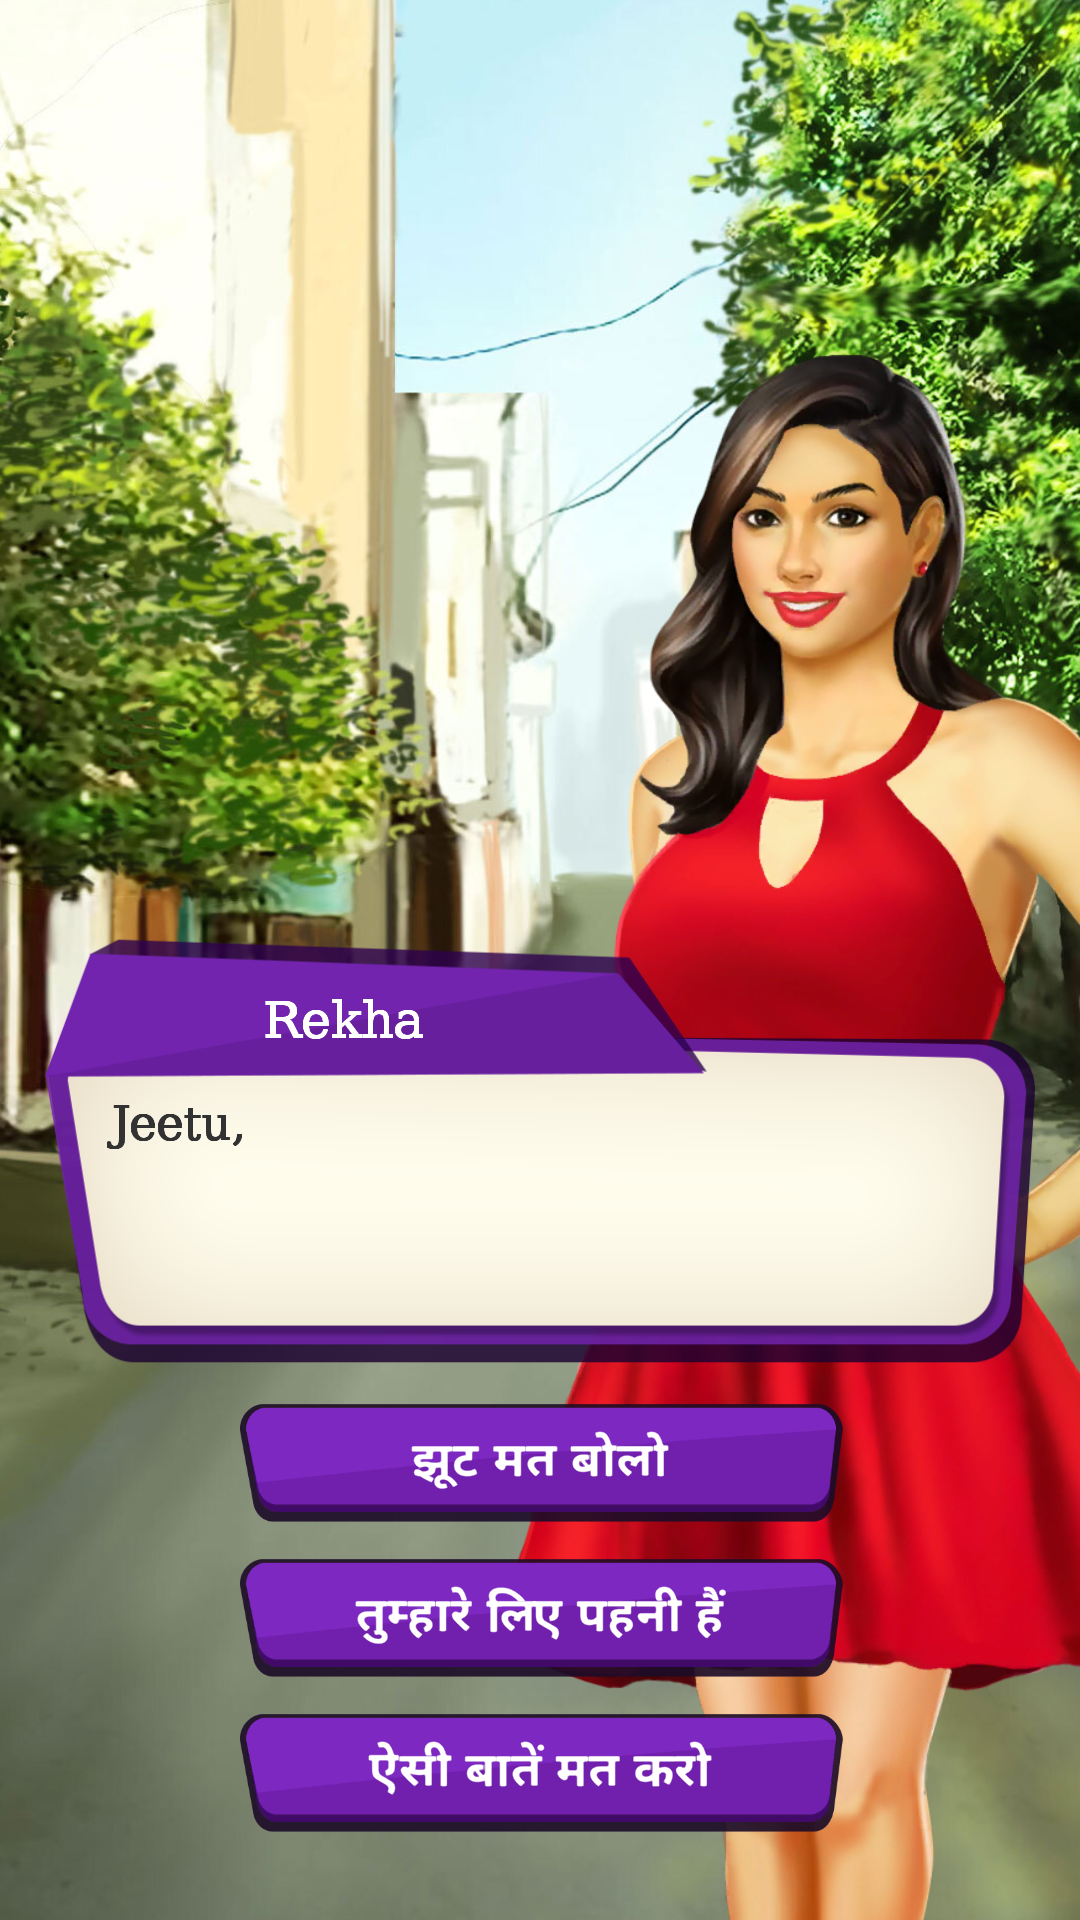 Rekha
Jeetu,
झूट मत बोलो
तुम्हारे लिए पहनी हैं
ऐसी बातें मत करो